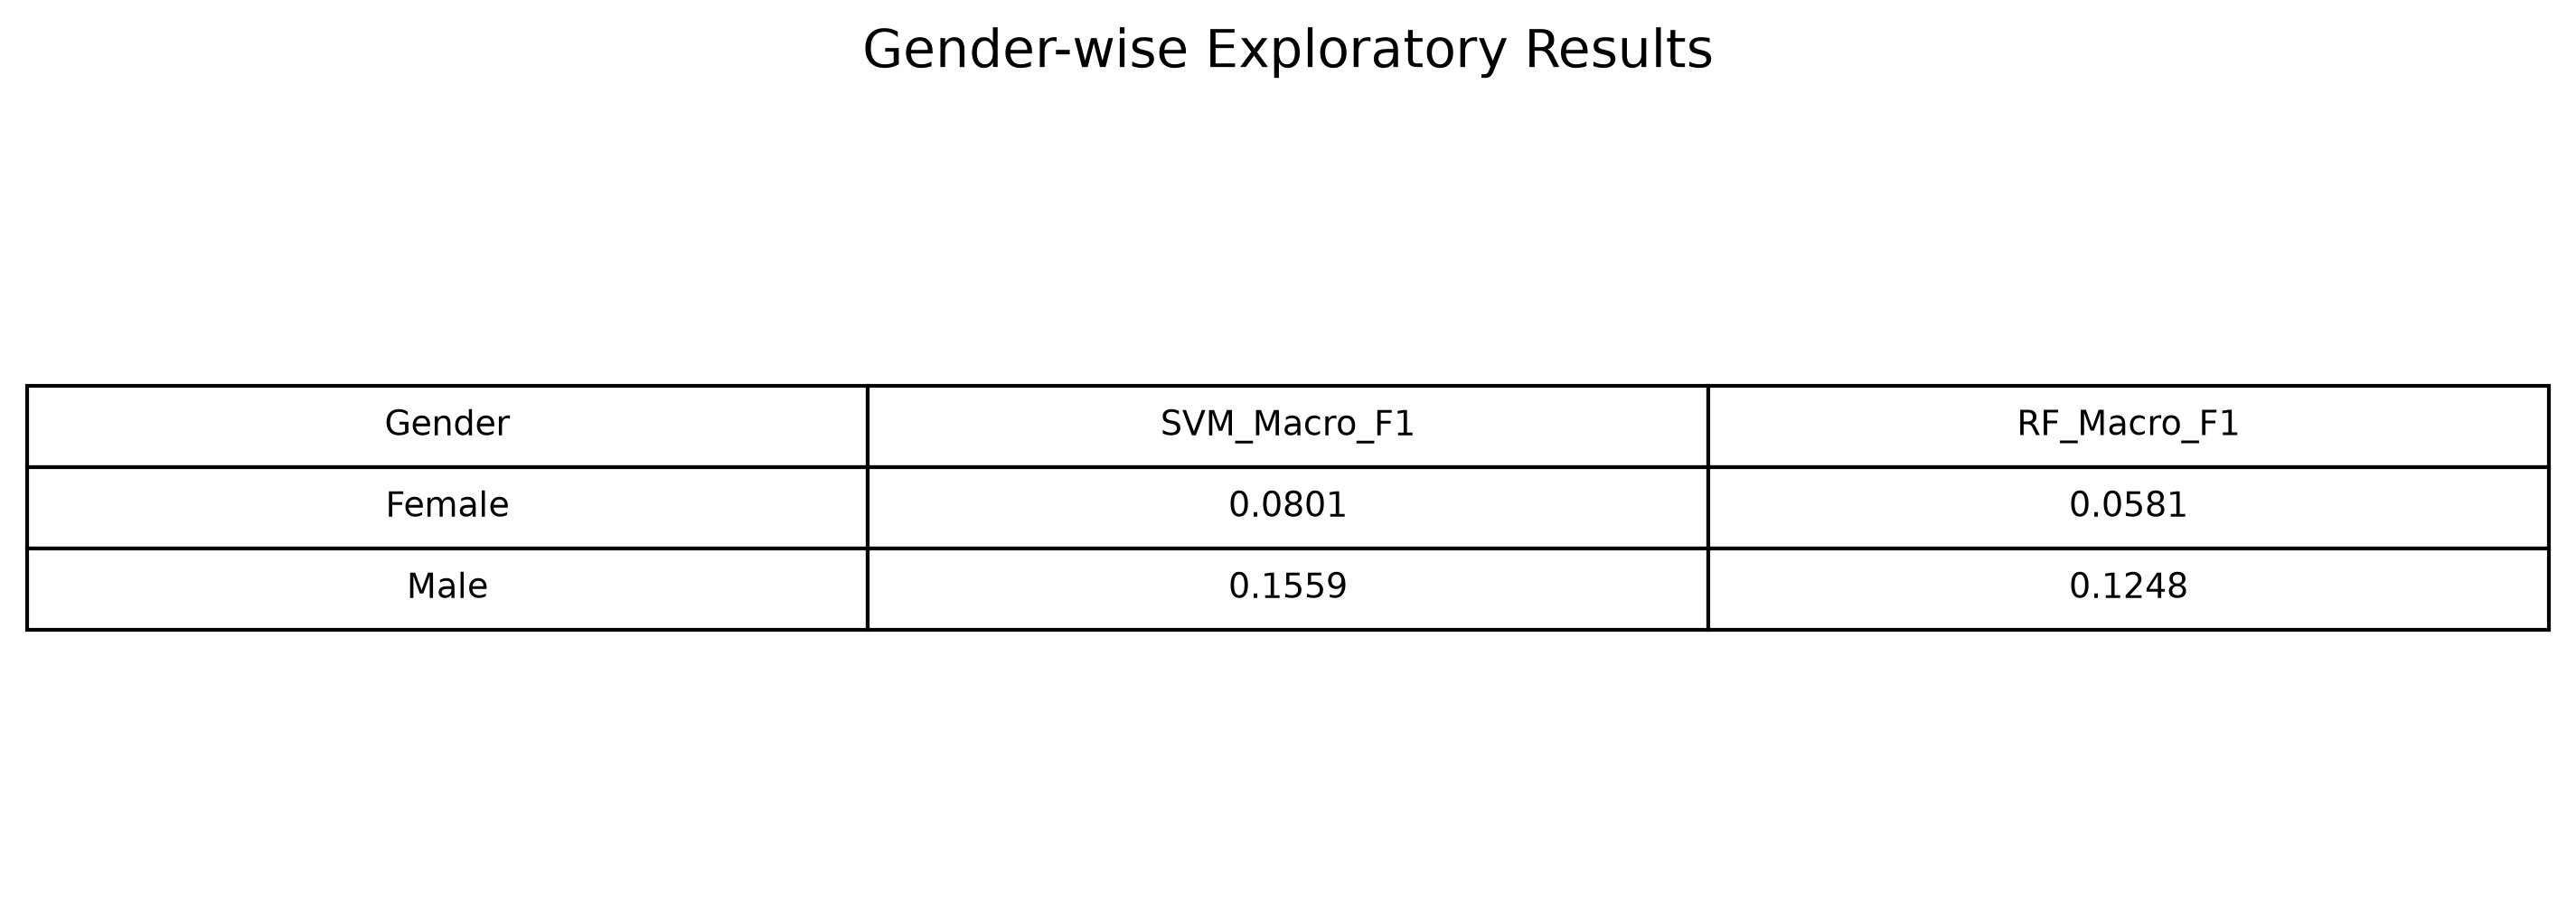 Gender-wise Exploratory Results
Gender SVM_Macro_F1 RF_Macro_F1
Female 0.0801 0.0581
Male 0.1559 0.1248